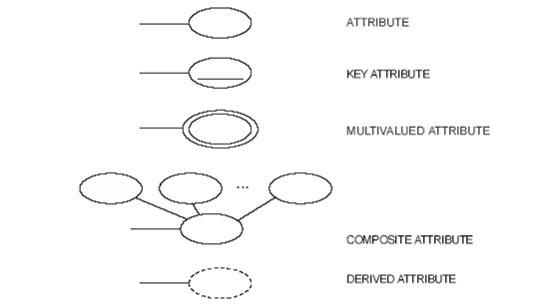 ATTRIBUTE
KEY ATTRIBUTE
MULTIVALUED ATTRIBUTE
...
COMPOSITE ATTRIBUTE
DERIVED ATTRIBUTE